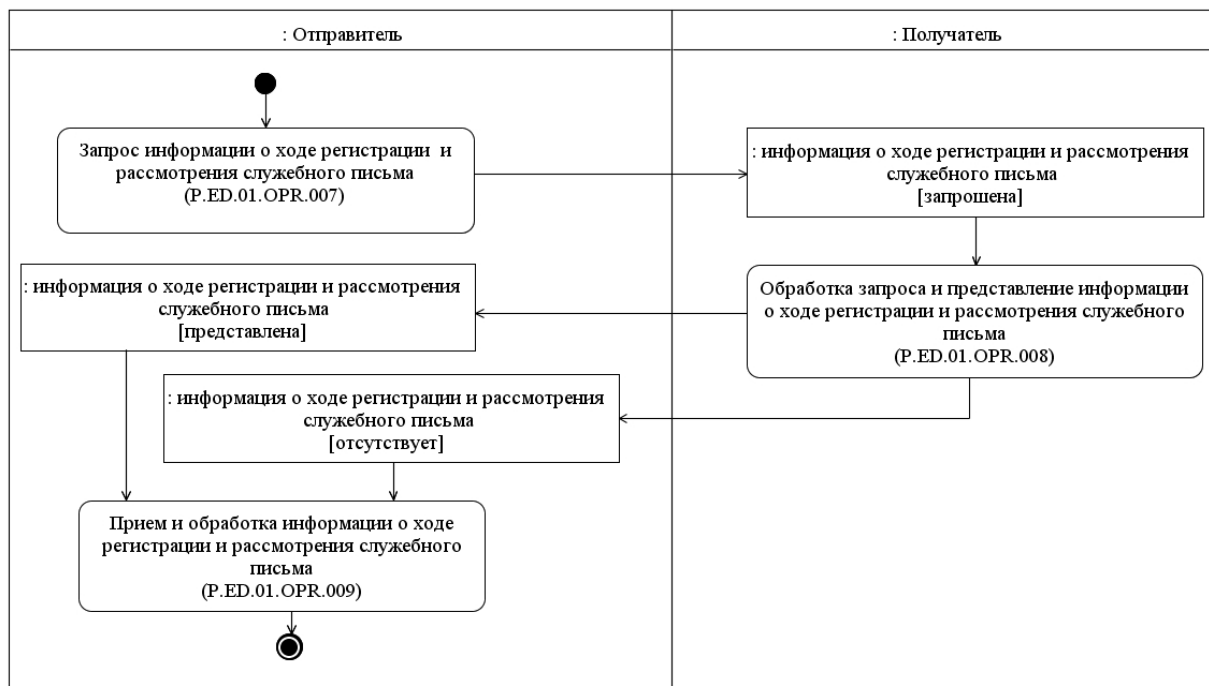 : Отправитель
: Получатель
Запрос информации о ходе регистрации и
рассмотрения служебного письма
(P.ED.01.OPR.007)
: информация о ходе регистрации и рассмотрения
служебного письма
[запрошена]
: информация о ходе регистрации и рассмотрения
служебного письма
[представлена]
Обработка запроса и представление информации
о ходе регистрации и рассмотрения служебного
письма
(P.ED.01.OPR.008)
: информация о ходе регистрации и рассмотрения
служебного письма
[отсутствует]
Прием и обработка информации о ходе
регистрации и рассмотрения служебного
письма
(P.ED.01.OPR.009)